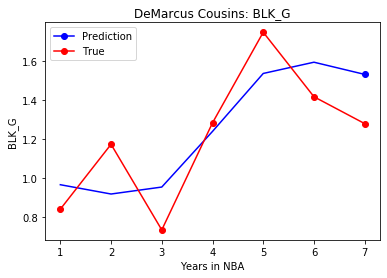 DeMarcus Cousins: BLK_G
Prediction
True
1.6
1.4
1.2
1.0
0.8
BLK_G
1 2 3 4 5 6 7
Years in NBA